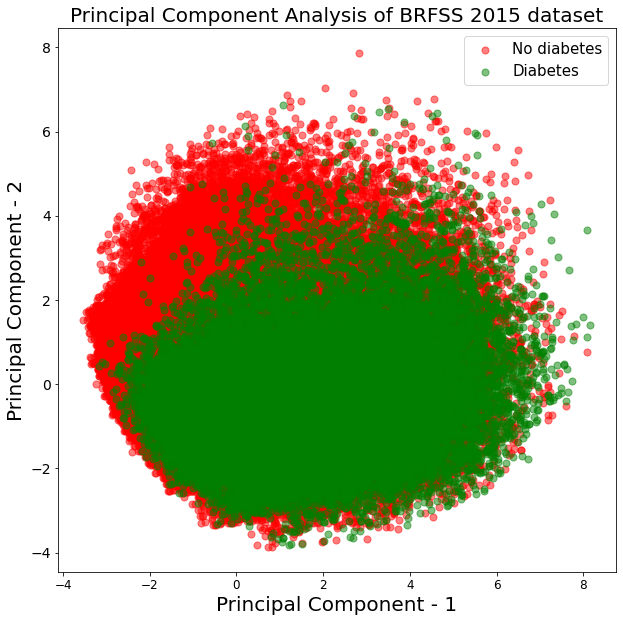 Principal Component Analysis of BRFSS 2015 dataset
No diabetes
Diabetes
8
6
4
2
0
−2
−4
Principal Component - 2
−4 −2 0 2 4 6 8
Principal Component - 1